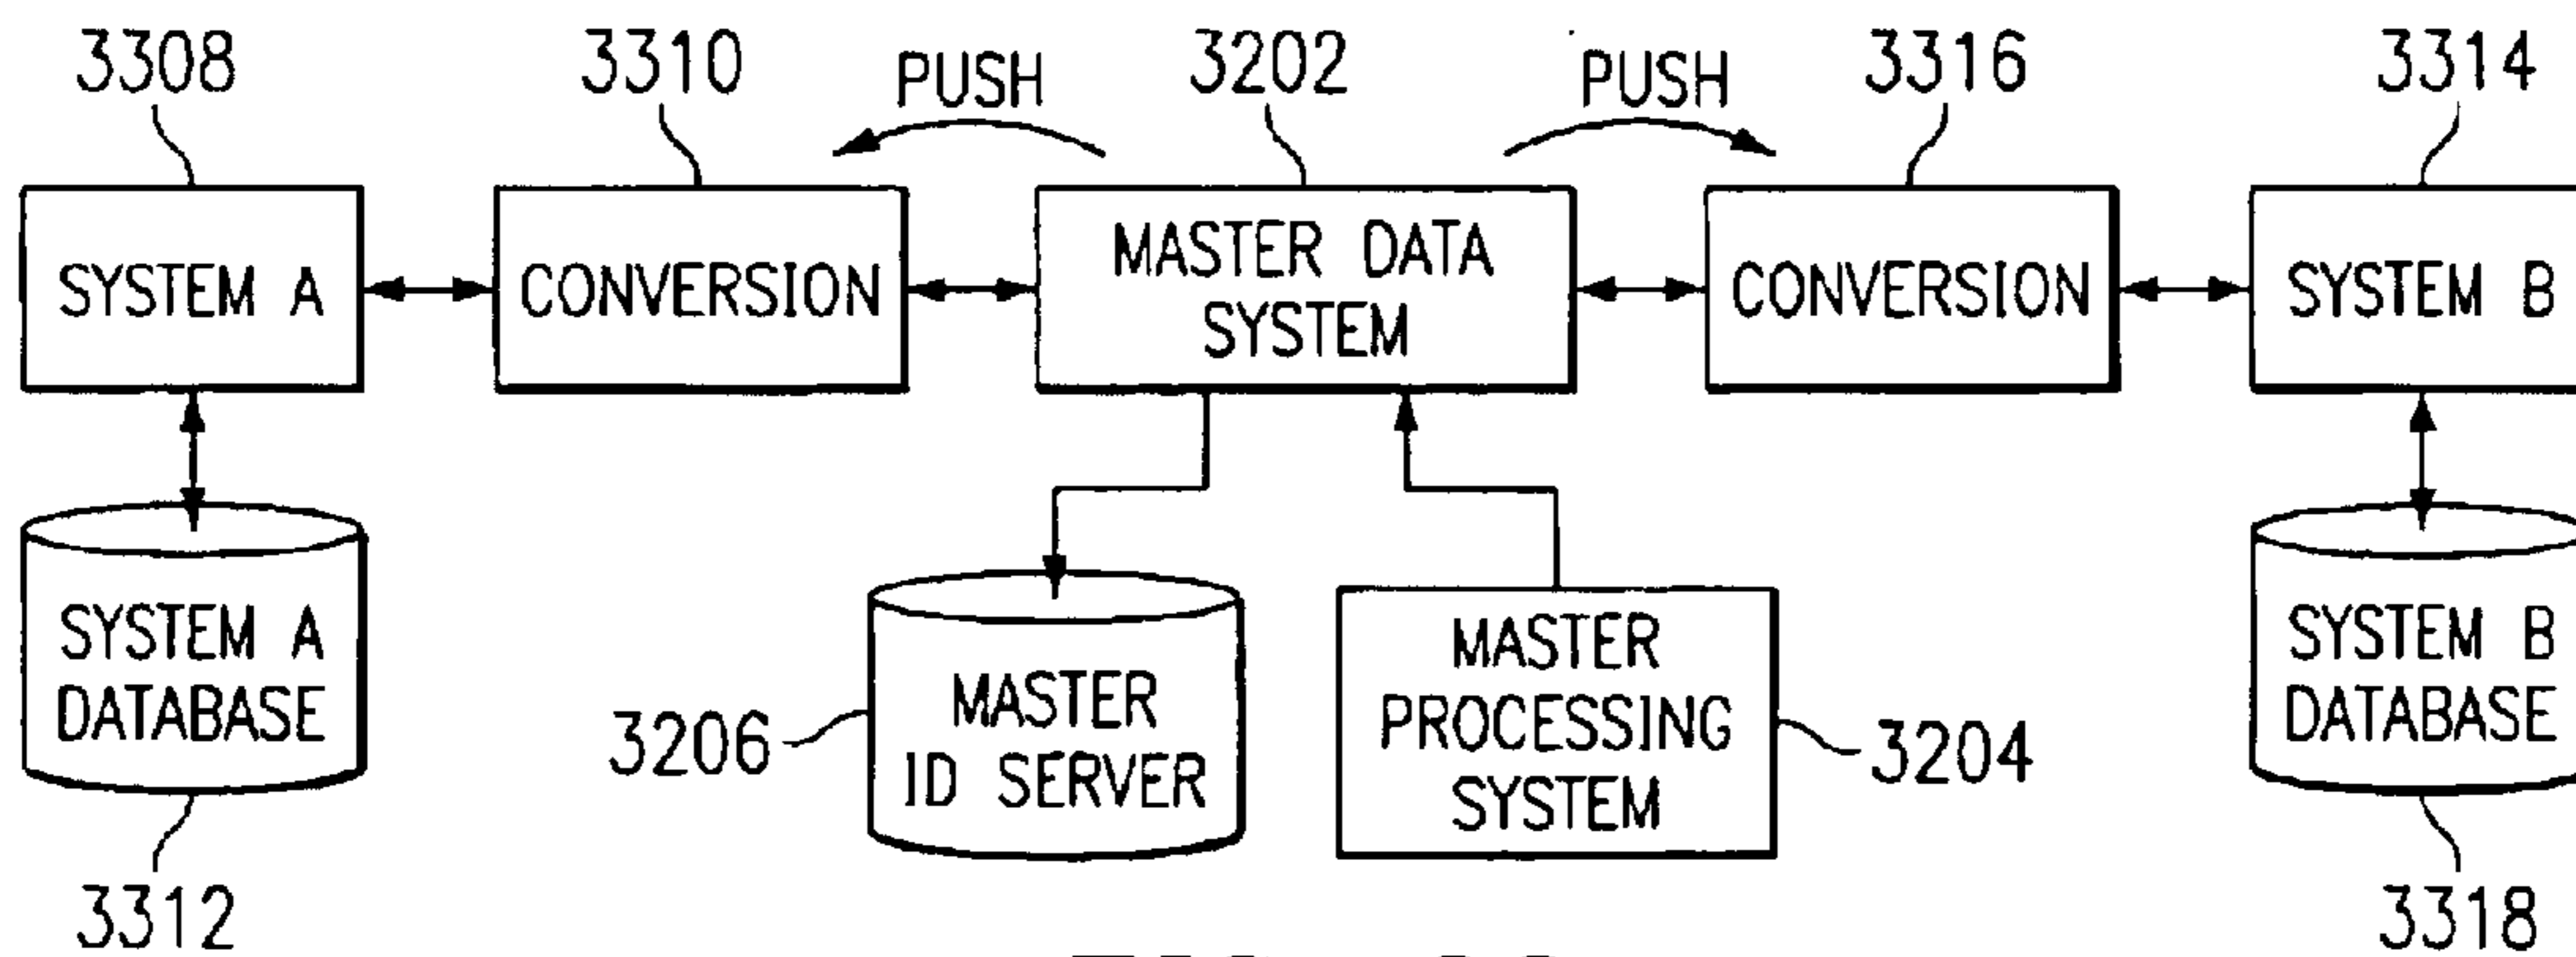 3308
3310
PUSH
3202
PUSH
3316
3314
SYSTEM A
CONVERSION
MASTER DATA
SYSTEM
CONVERSION
SYSTEM B
SYSTEM A
DATABASE
3206
MASTER
ID SERVER
MASTER
PROCESSING
SYSTEM
3204
SYSTEM B
DATABASE
3312
3318